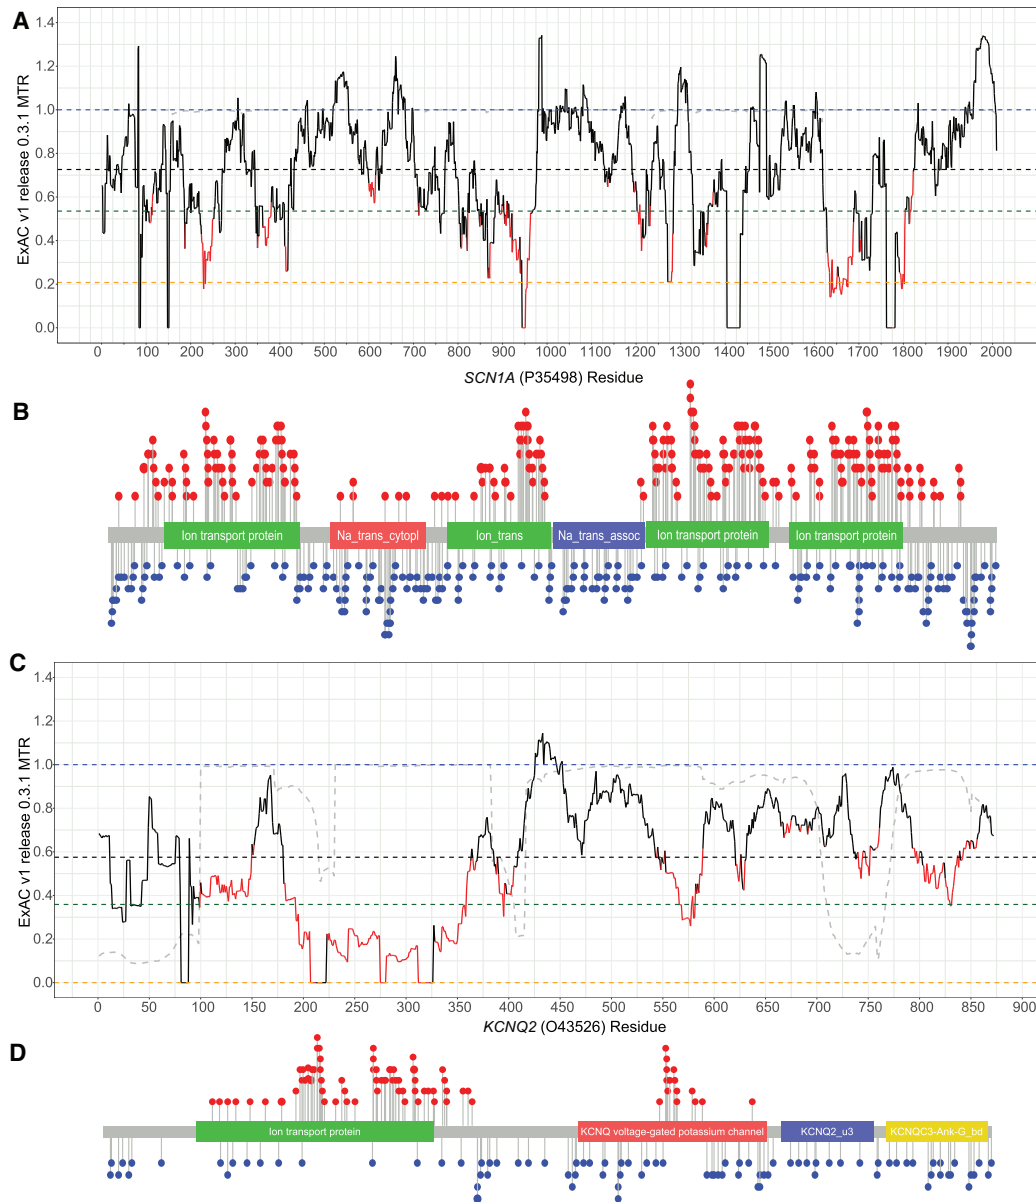 A
1.4
1.2
1.0
0.8
0.6
0.4
0.2
0.0
ExAC v1 release 0.3.1 MTR
0 100 200 300 400 500 600 700 800 900 1000 1100 1200 1300 1400 1500 1600 1700 1800 1900 2000
SCN1A (P35498) Residue
B
Ion transport protein Na_trans_cytopl Ion_trans Na_trans_assoc Ion transport protein Ion transport protein
C
1.4
1.2
1.0
0.8
0.6
0.4
0.2
0.0
ExAC v1 release 0.3.1 MTR
0 50 100 150 200 250 300 350 400 450 500 550 600 650 700 750 800 850 900
KCNQ2 (O43526) Residue
D
Ion transport protein KCNQ voltage-gated potassium channel KCNQ2_u3 KCNQC3-Ank-G_bd